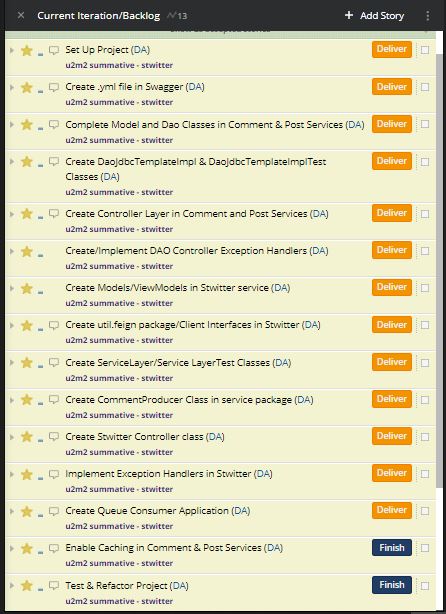 × Current Iteration/Backlog 13 + Add Story
Set Up Project (DA) Deliver
u2m2 summative - stwitter
Create .yml file in Swagger (DA) Deliver
u2m2 summative - stwitter
Complete Model and Dao Classes in Comment & Post Services (DA) Deliver
u2m2 summative - stwitter
Create DaoJdbcTemplateImpl & DaoJdbcTemplateImplTest Deliver
Classes (DA)
u2m2 summative - stwitter
Create Controller Layer in Comment and Post Services (DA) Deliver
u2m2 summative - stwitter
Create/Implement DAO Controller Exception Handlers (DA) Deliver
u2m2 summative - stwitter
Create Models/ViewModels in Stwitter service (DA) Deliver
u2m2 summative - stwitter
Create util.feign package/Client Interfaces in Stwitter (DA) Deliver
u2m2 summative - stwitter
Create ServiceLayer/Service LayerTest Classes (DA) Deliver
u2m2 summative - stwitter
Create CommentProducer Class in service package (DA) Deliver
u2m2 summative - stwitter
Create Stwitter Controller class (DA) Deliver
u2m2 summative - stwitter
Implement Exception Handlers in Stwitter (DA) Deliver
u2m2 summative - stwitter
Create Queue Consumer Application (DA) Deliver
u2m2 summative - stwitter
Enable Caching in Comment & Post Services (DA) Finish
u2m2 summative - stwitter
Test & Refactor Project (DA) Finish
u2m2 summative - stwitter